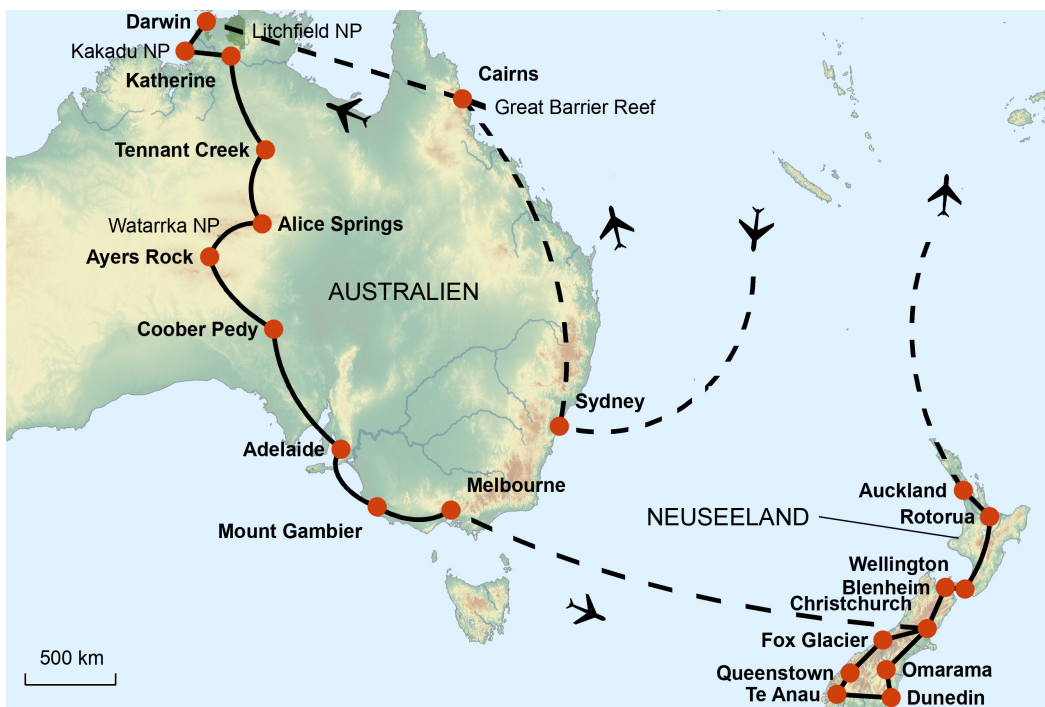 Darwin
Litchfield NP
Kakadu NP
Katherine
Cairns
Great Barrier Reef
Tennant Creek
Watarrka NP
Alice Springs
Ayers Rock
AUSTRALIEN
Coober Pedy
Sydney
Adelaide
Melbourne
Mount Gambier
Auckland
NEUSEELAND
Rotorua
Wellington
Blenheim
Christchurch
Fox Glacier
500 km
Queenstown
Omarama
Te Anau
Dunedin